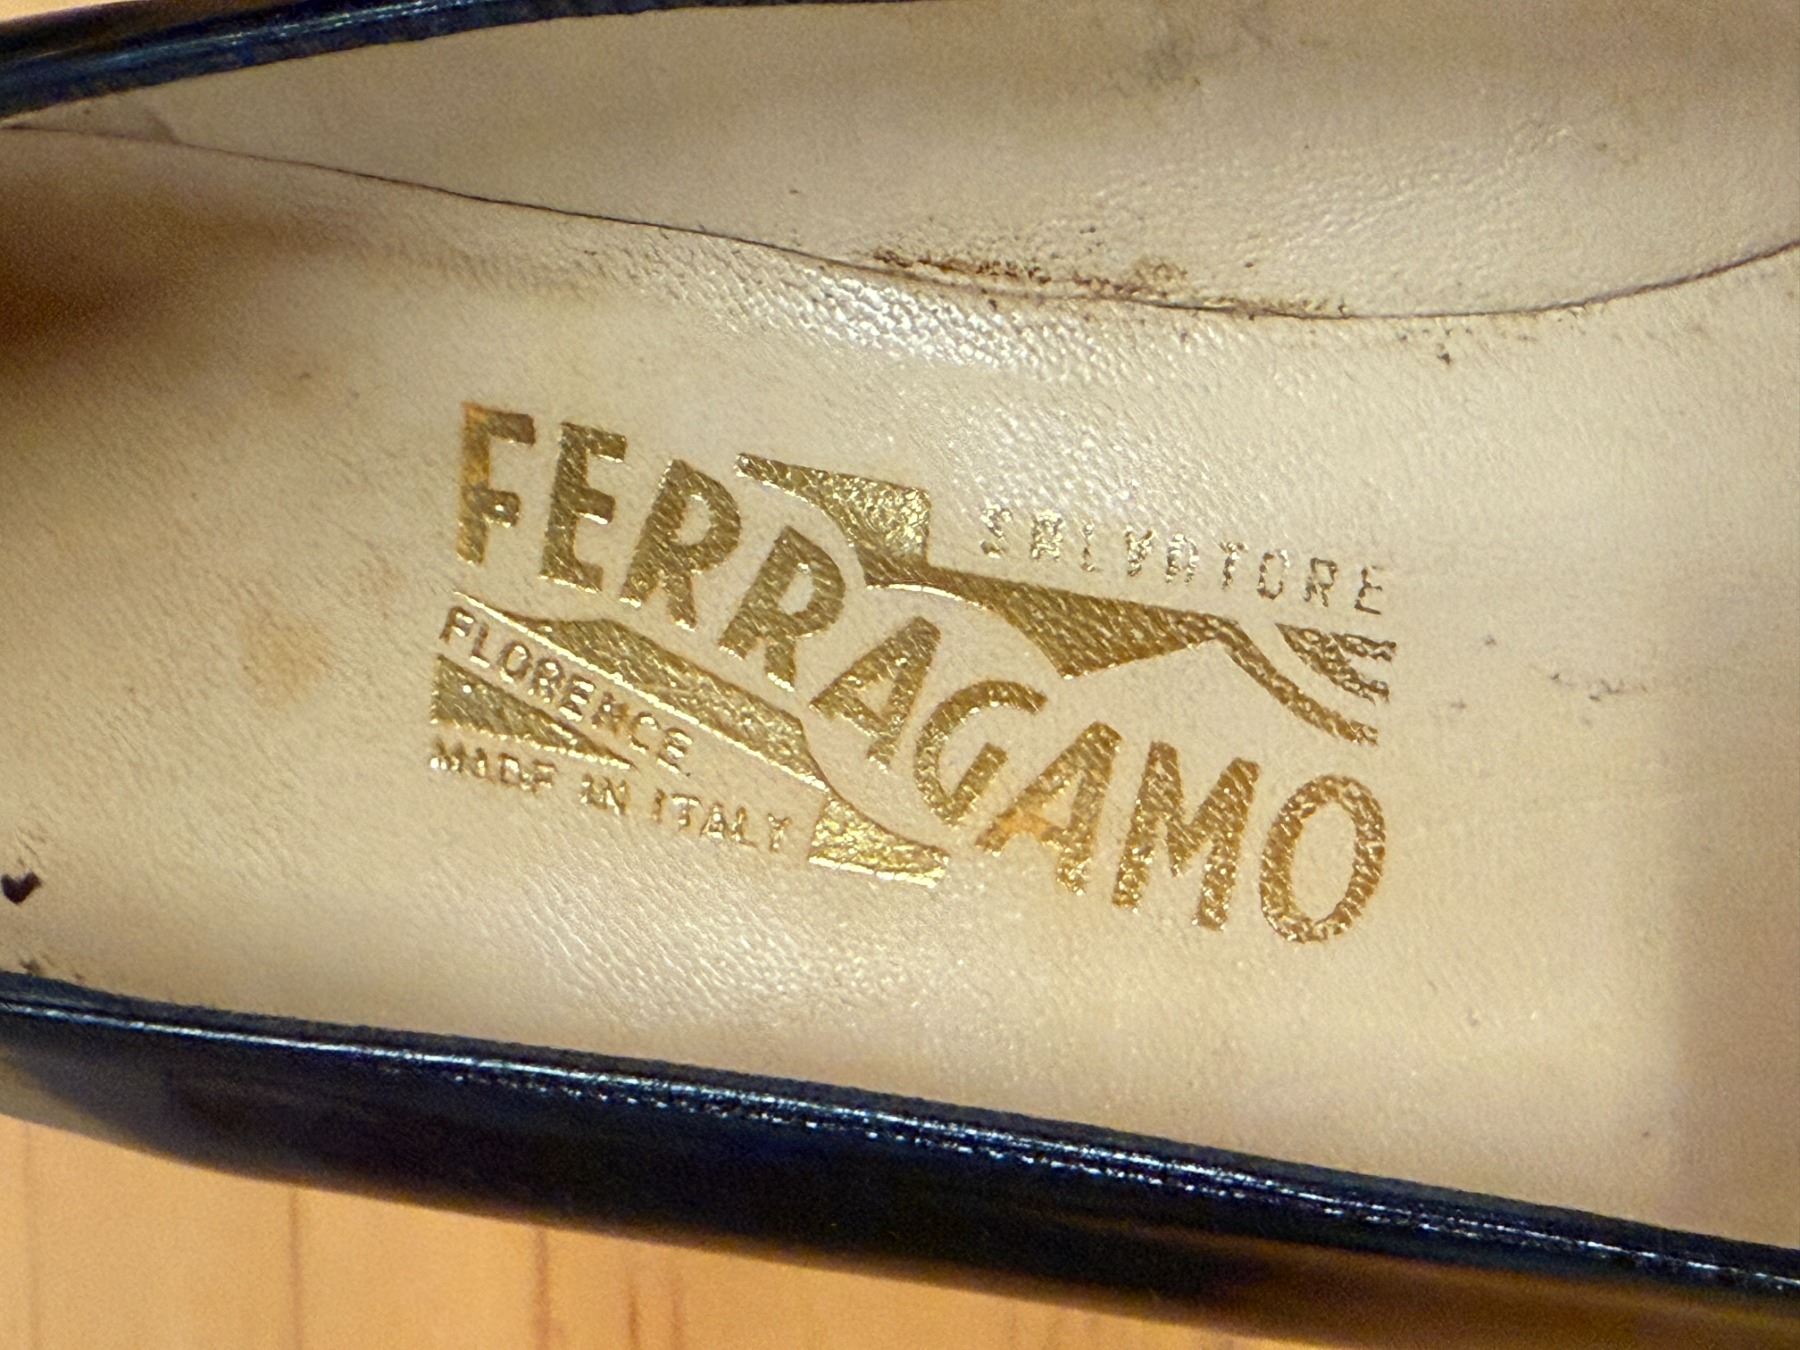 SALVATORE
FERRAGAMO
FLORENCE
MADE IN ITALY